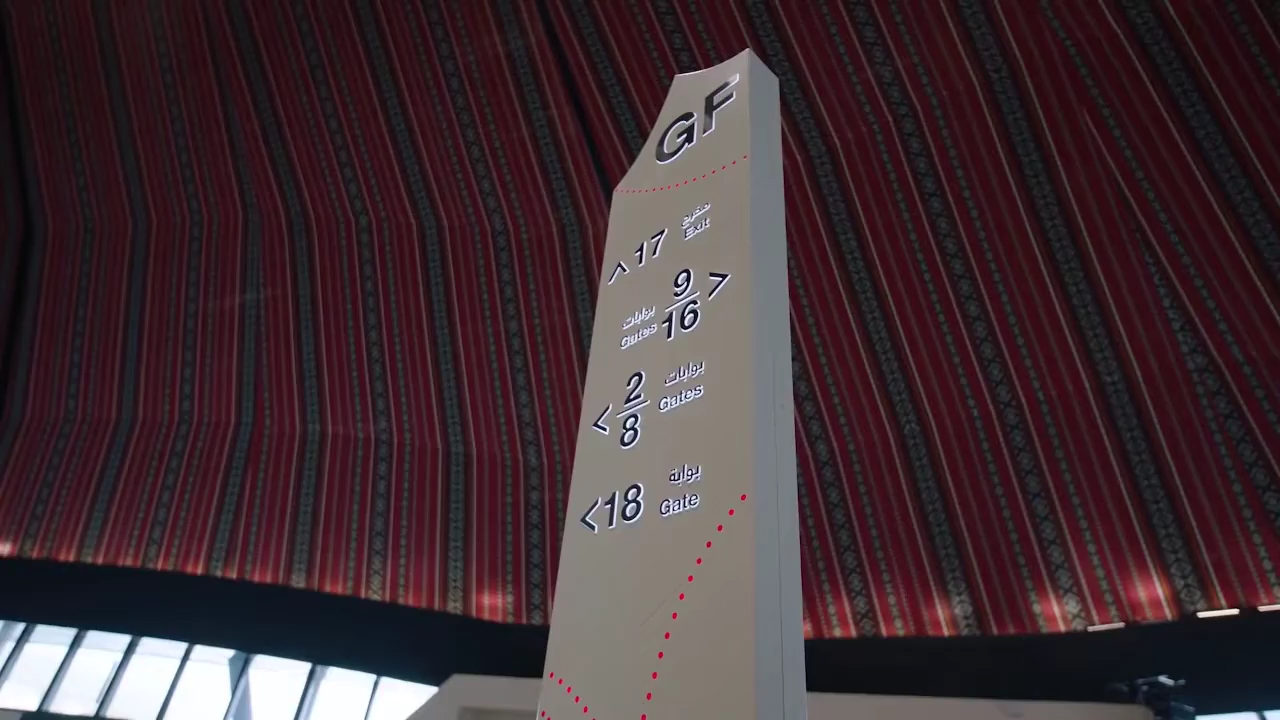 GF
مخرج
Exit
^ 17
9
16 >
بوابات
Gates
بوابات
Gates
2
< 8
بوابة
Gate
<18